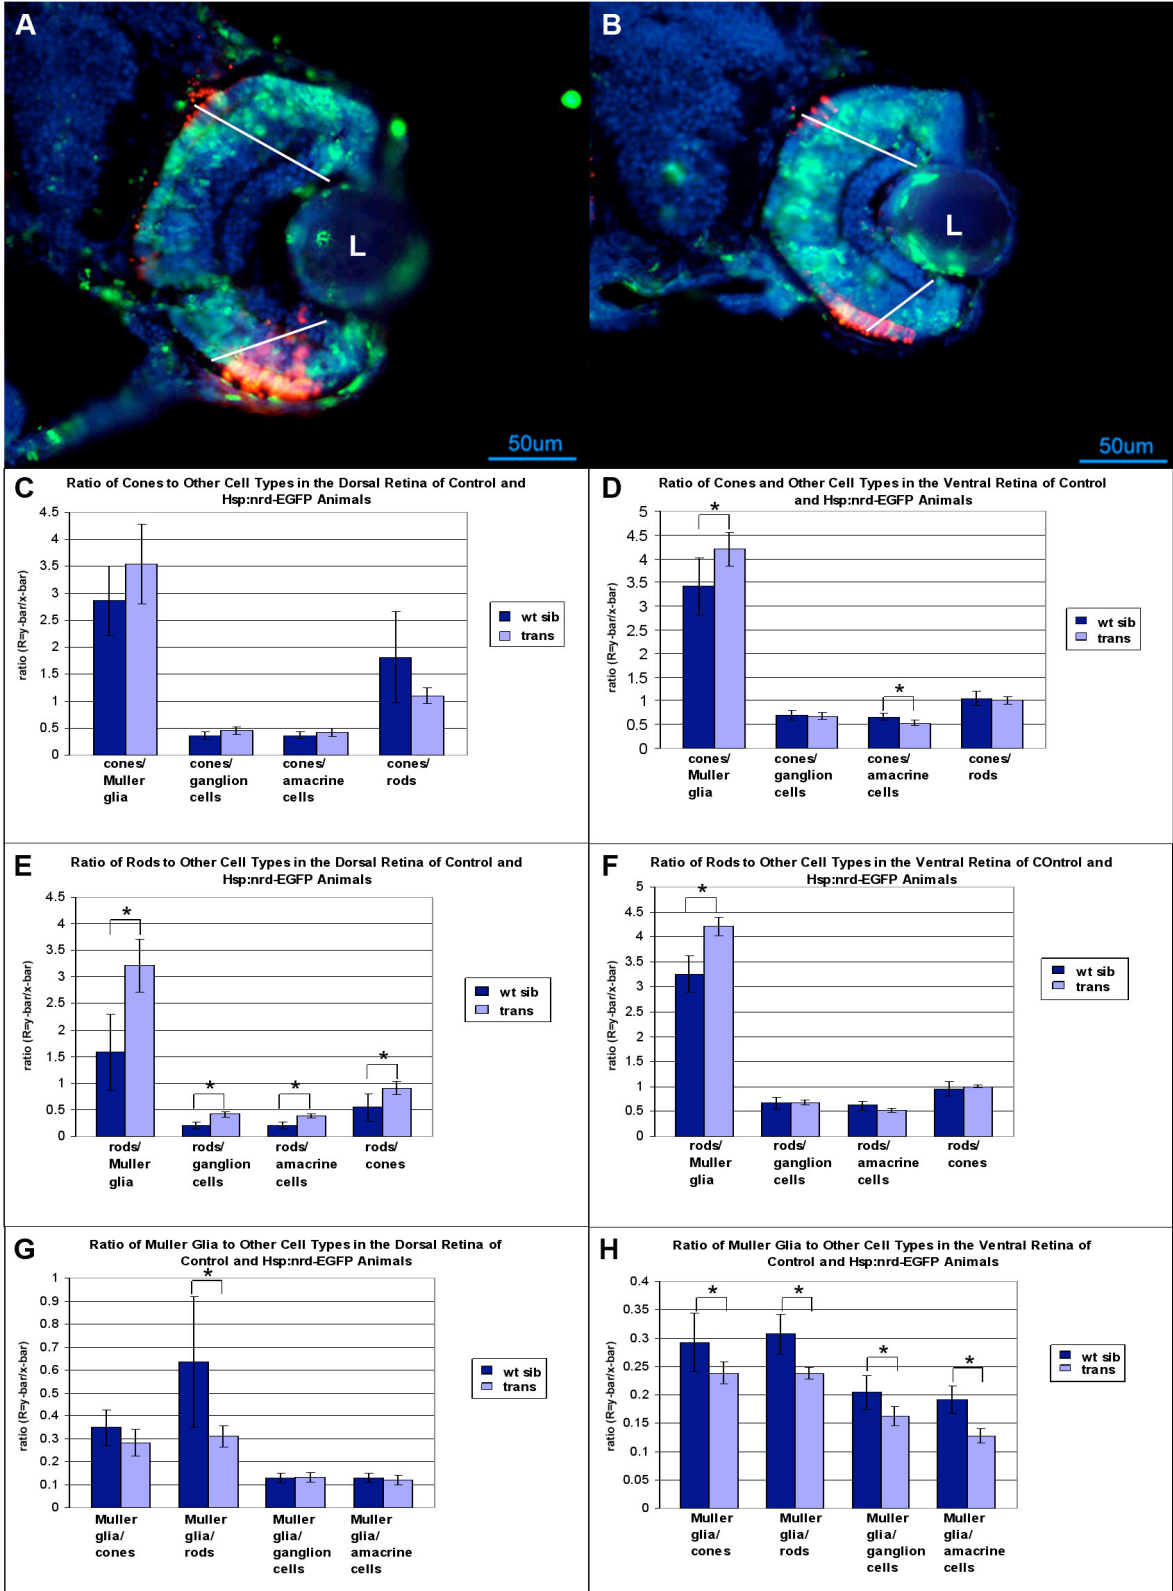 A
L
50um
B
L
50um
C
Ratio of Cones to Other Cell Types in the Dorsal Retina of Control and
Hsp:nrd-EGFP Animals
ratio (R=y-bar/x-bar)
4.5
4
3.5
3
2.5
2
1.5
1
0.5
0
cones/
Muller
glia
cones/
ganglion
cells
cones/
amacrine
cells
cones/
rods
wt sib
trans
D
Ratio of Cones and Other Cell Types in the Ventral Retina of Control
and Hsp:nrd-EGFP Animals
ratio (R=y-bar/x-bar)
5
4.5
4
3.5
3
2.5
2
1.5
1
0.5
0
*
*
cones/
Muller
glia
cones/
ganglion
cells
cones/
amacrine
cells
cones/
rods
wt sib
trans
E
Ratio of Rods to Other Cell Types in the Dorsal Retina of Control and
Hsp:nrd-EGFP Animals
ratio (R=y-bar/x-bar)
4.5
4
3.5
3
2.5
2
1.5
1
0.5
0
*
*
*
*
rods/
Muller
glia
rods/
ganglion
cells
rods/
amacrine
cells
rods/
cones
wt sib
trans
F
Ratio of Rods to Other Cell Types in the Ventral Retina of COntrol and
Hsp:nrd-EGFP Animals
ratio (R=y-bar/x-bar)
5
4.5
4
3.5
3
2.5
2
1.5
1
0.5
0
*
rods/
Muller
glia
rods/
ganglion
cells
rods/
amacrine
cells
rods/
cones
wt sib
trans
G
Ratio of Muller Glia to Other Cell Types in the Dorsal Retina of
Control and Hsp:nrd-EGFP Animals
ratio (R=y-bar/x-bar)
1
0.9
0.8
0.7
0.6
0.5
0.4
0.3
0.2
0.1
0
*
Muller
glia/
cones
Muller
glia/
rods
Muller
glia/
ganglion
cells
Muller
glia/
amacrine
cells
wt sib
trans
H
Ratio of Muller Glia to Other Cell Types in the Ventral Retina of
Control and Hsp:nrd-EGFP Animals
ratio (R=y-bar/x-bar)
0.4
0.35
0.3
0.25
0.2
0.15
0.1
0.05
0
*
*
*
*
Muller
glia/
cones
Muller
glia/
rods
Muller
glia/
ganglion
cells
Muller
glia/
amacrine
cells
wt sib
trans